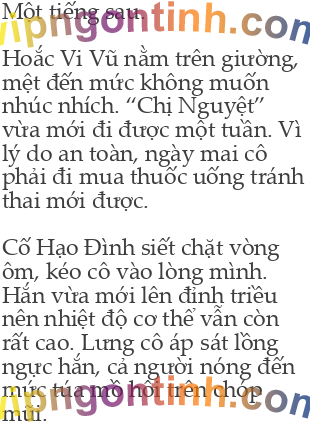 Một tiếng sau.
vipngontinh.com
Hoắc Vi Vũ nằm trên giường,
mệt đến mức không muốn
nhúc nhích. “Chị Nguyệt”
vừa mới đi được một tuần. Vì
lý do an toàn, ngày mai cô
phải đi mua thuốc uống tránh
thai mới được.
Cố Hạo Đình siết chặt vòng
ôm, kéo cô vào lòng mình.
Hắn vừa mới lên đỉnh triều
nên nhiệt độ cơ thể vẫn còn
rất cao. Lưng cô áp sát lồng
ngực hắn, cả người nóng đến
mức túa mồ hôi trên chóp
vipngontinh.com
mũi.